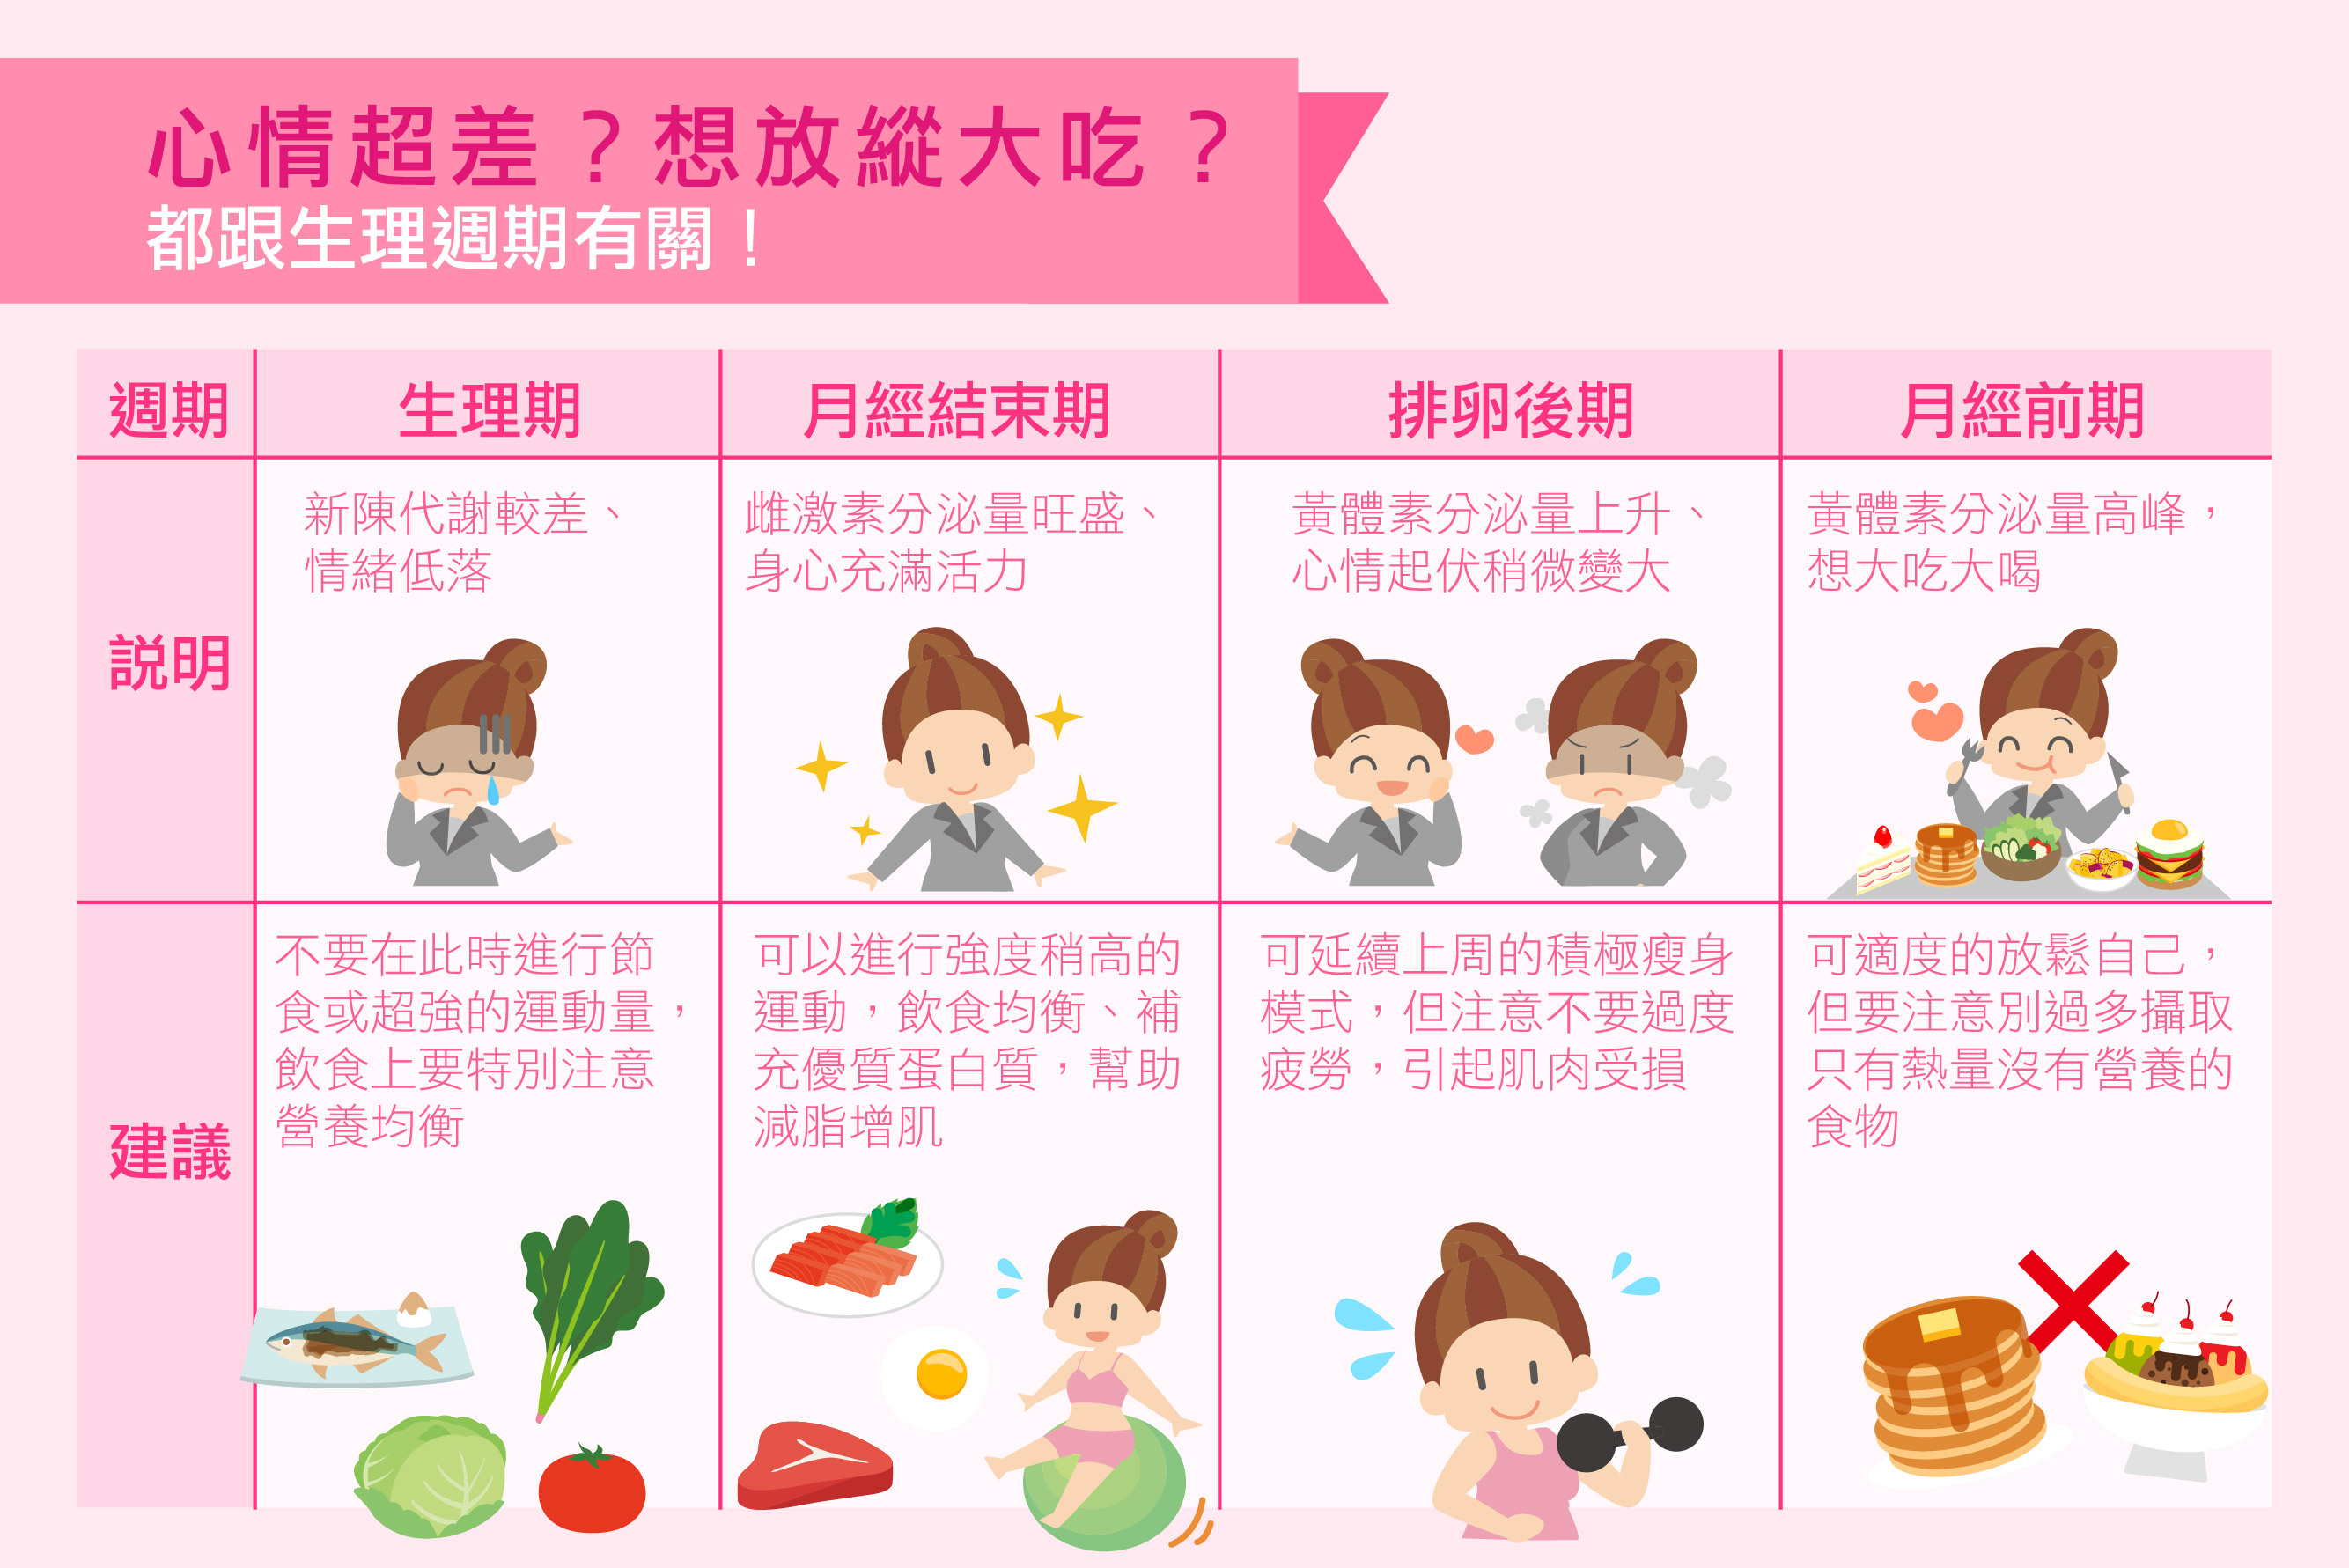 心情超差？想放縱大吃？
都跟生理週期有關！
週期
生理期
月經結束期
排卵後期
月經前期
説明
新陳代謝較差、
情緒低落
雌激素分泌量旺盛、
身心充滿活力
黃體素分泌量上升、
心情起伏稍微變大
黃體素分泌量高峰，
想大吃大喝
建議
不要在此時進行節
食或超強的運動量，
飲食上要特別注意
營養均衡
可以進行強度稍高的
運動，飲食均衡、補
充優質蛋白質，幫助
減脂增肌
可延續上周的積極瘦身
模式，但注意不要過度
疲勞，引起肌肉受損
可適度的放鬆自己，
但要注意別過多攝取
只有熱量沒有營養的
食物